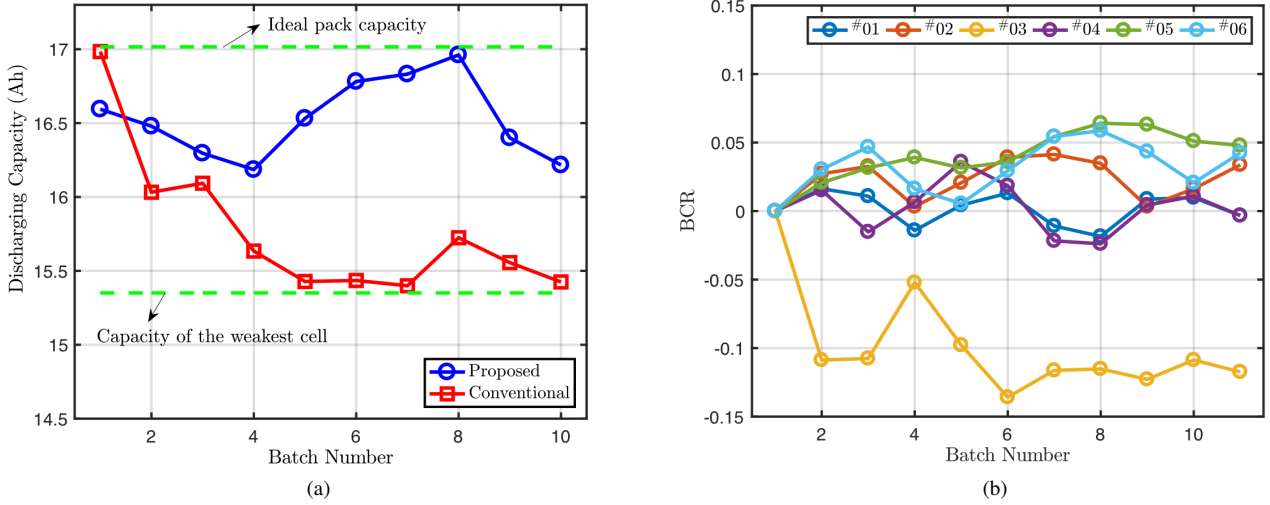 Ideal pack capacity
17
16.5
16
15.5
15
14.5
Capacity of the weakest cell
Proposed
Conventional
2 4 6 8 10
Discharging Capacity (Ah)
Batch Number
(a)
#01 #02 #03 #04 #05 #06
0.15
0.1
0.05
0
-0.05
-0.1
-0.15
2 4 6 8 10
BCR
Batch Number
(b)